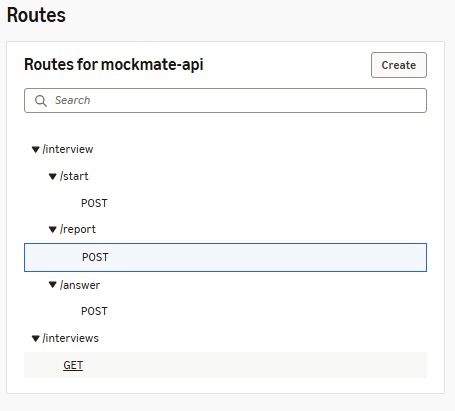 Routes
Routes for mockmate-api
Create
Search
/interview
/start
POST
/report
POST
/answer
POST
/interviews
GET